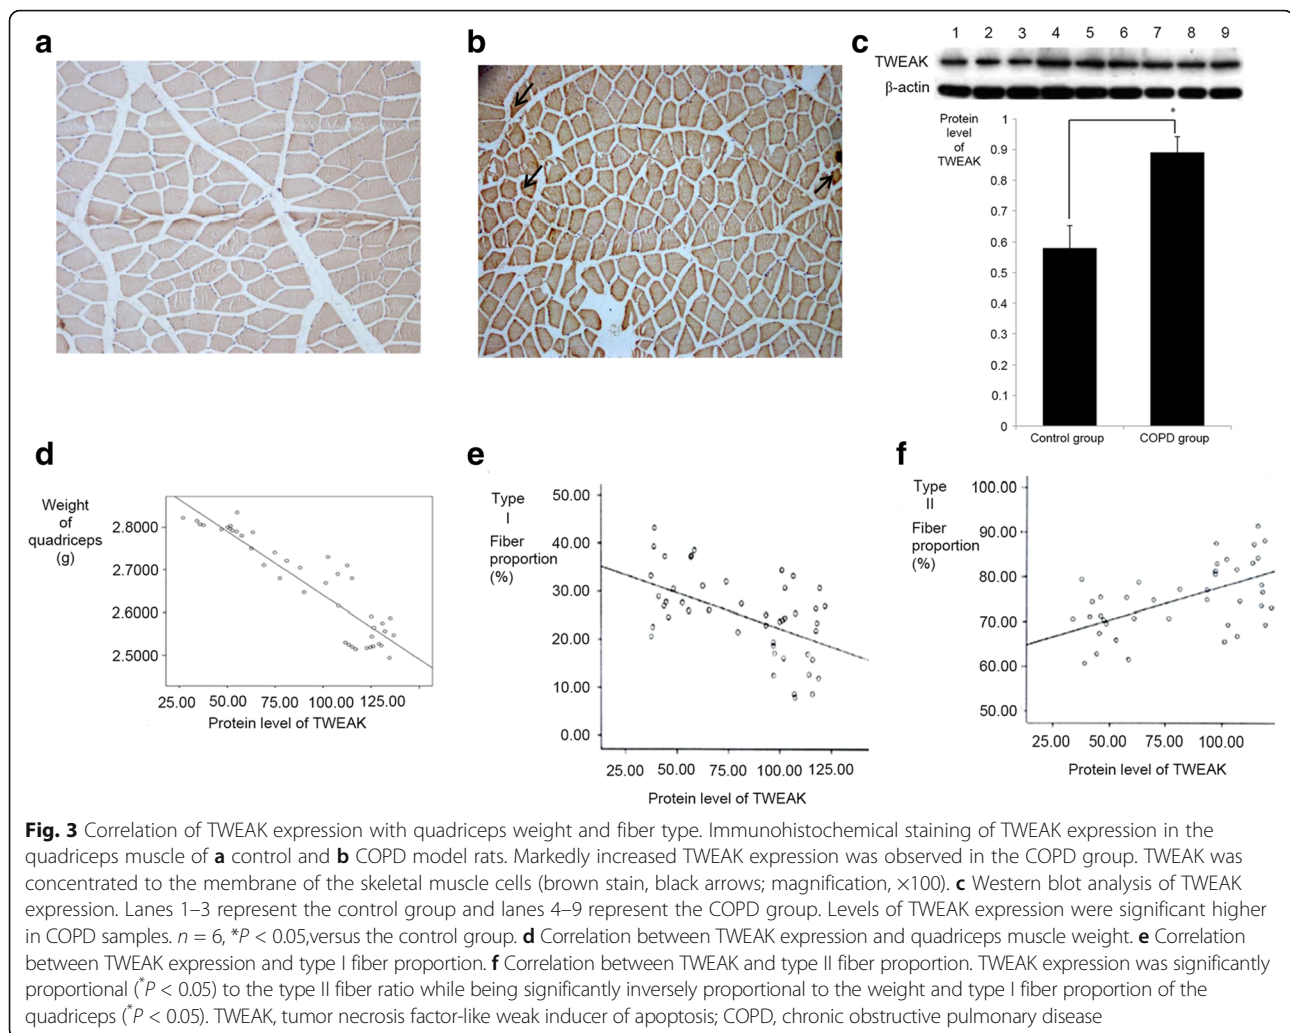 a
b
c
1 2 3 4 5 6 7 8 9
TWEAK
β-actin
Protein
level
of
TWEAK
1
0.9
0.8
0.7
0.6
0.5
0.4
0.3
0.2
0.1
0
*
Control group COPD group
d
Weight
of
quadriceps
(g)
2.8000
2.7000
2.6000
2.5000
25.00 50.00 75.00 100.00 125.00
Protein level of TWEAK
e
Type
I
Fiber
proportion
(%)
50.00
40.00
30.00
20.00
10.00
0.00
25.00 50.00 75.00 100.00 125.00
Protein level of TWEAK
f
Type
II
Fiber
proportion
(%)
100.00
90.00
80.00
70.00
60.00
50.00
25.00 50.00 75.00 100.00
Protein level of TWEAK
Fig. 3 Correlation of TWEAK expression with quadriceps weight and fiber type. Immunohistochemical staining of TWEAK expression in the
quadriceps muscle of a control and b COPD model rats. Markedly increased TWEAK expression was observed in the COPD group. TWEAK was
concentrated to the membrane of the skeletal muscle cells (brown stain, black arrows; magnification, ×100). c Western blot analysis of TWEAK
expression. Lanes 1–3 represent the control group and lanes 4–9 represent the COPD group. Levels of TWEAK expression were significant higher
in COPD samples. n = 6, *P < 0.05,versus the control group. d Correlation between TWEAK expression and quadriceps muscle weight. e Correlation
between TWEAK expression and type I fiber proportion. f Correlation between TWEAK and type II fiber proportion. TWEAK expression was significantly
proportional (*P < 0.05) to the type II fiber ratio while being significantly inversely proportional to the weight and type I fiber proportion of the
quadriceps (*P < 0.05). TWEAK, tumor necrosis factor-like weak inducer of apoptosis; COPD, chronic obstructive pulmonary disease